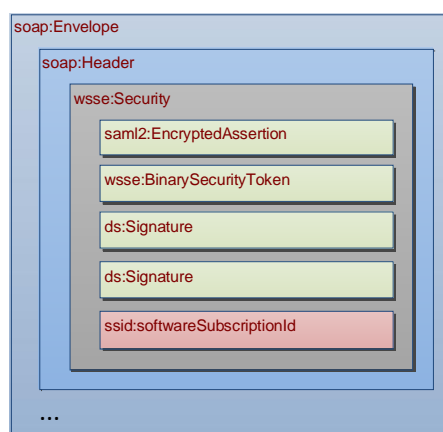 soap:Envelope
soap:Header
wsse:Security
saml2:EncryptedAssertion
wsse:BinarySecurityToken
ds:Signature
ds:Signature
ssid:softwareSubscriptionId
...